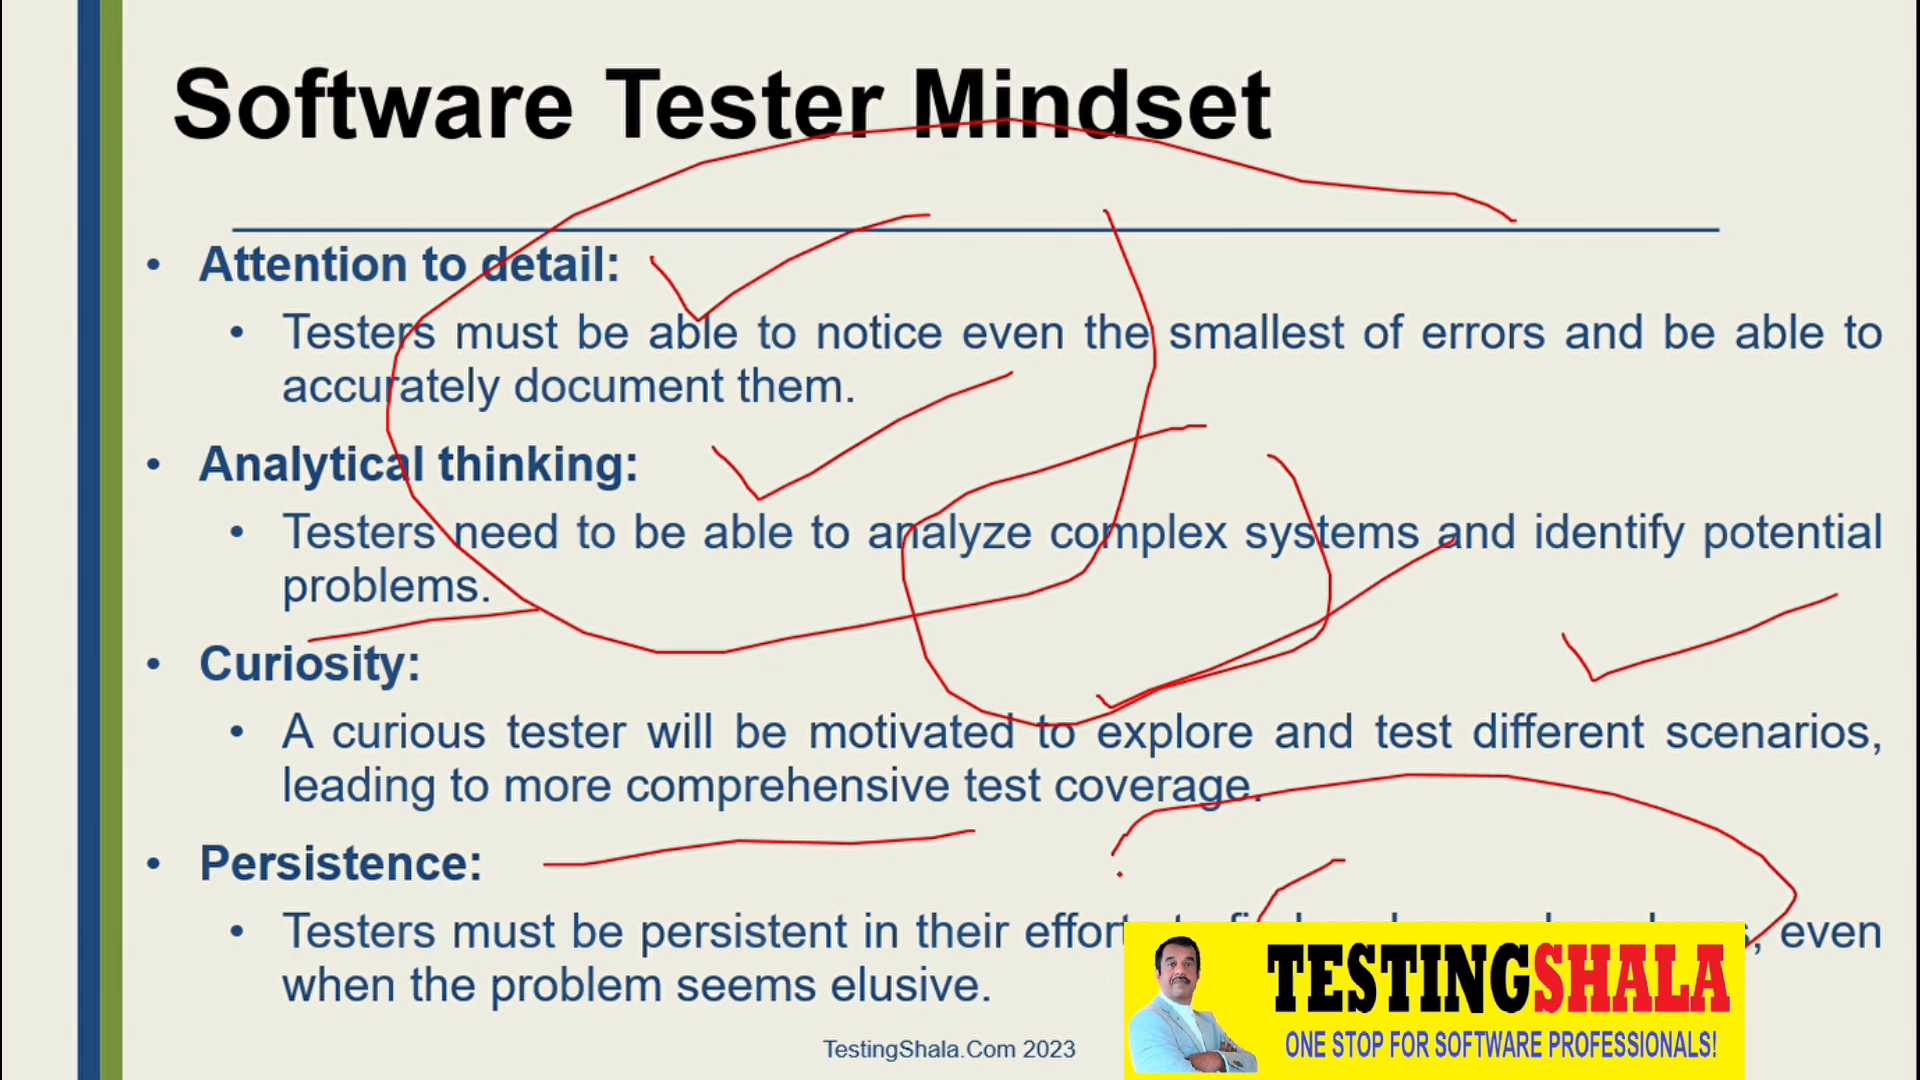 Software Tester Mindset
• Attention to detail:
• Testers must be able to notice even the smallest of errors and be able to
accurately document them.
• Analytical thinking:
• Testers need to be able to analyze complex systems and identify potential
problems.
• Curiosity:
• A curious tester will be motivated to explore and test different scenarios,
leading to more comprehensive test coverage.
• Persistence:
• Testers must be persistent in their even
when the problem seems elusive.
TestingShala.Com 2023
TESTINGSHALA
ONE STOP FOR SOFTWARE PROFESSIONALS!